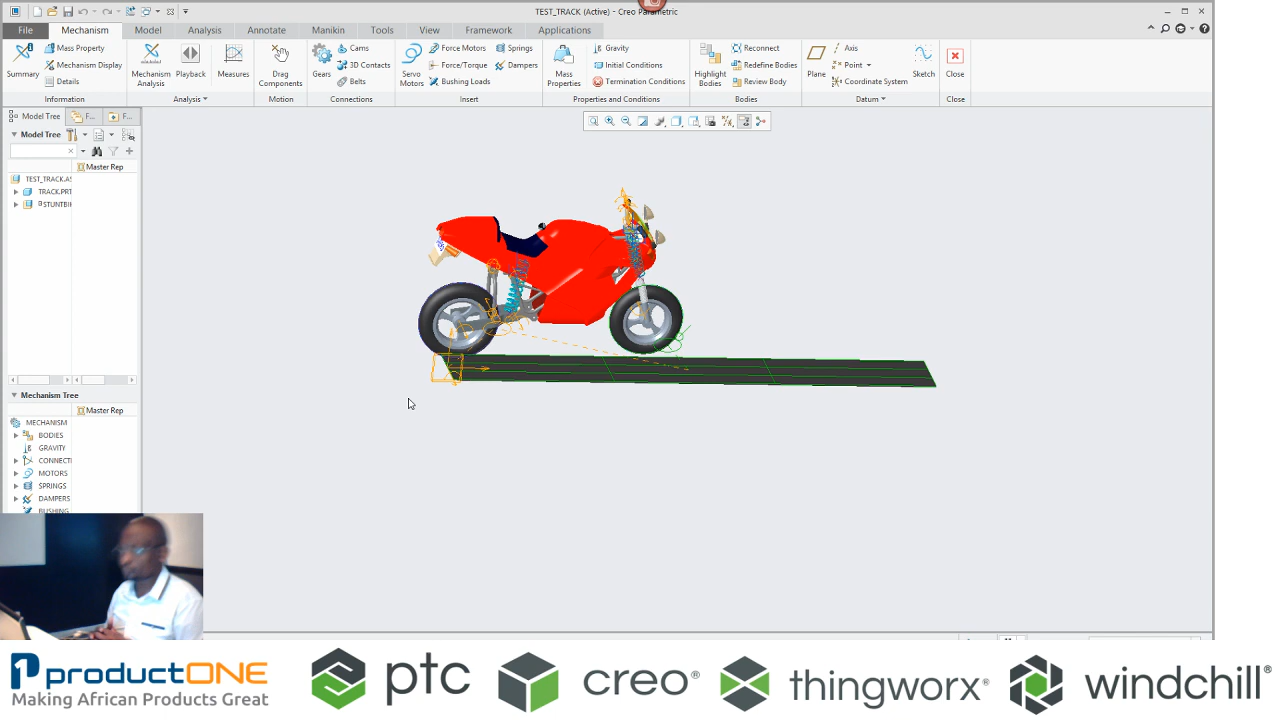 TEST_TRACK (Active) - Creo Parametric
File Mechanism Model Analysis Annotate Manikin Tools View Framework Applications
Summary
Mass Property
Mechanism Display
Details
Information
Mechanism Analysis
Playback
Measures
Analysis
Drag Components
Motion
Gears
Cams
3D Contacts
Belts
Connections
Servo Motors
Force Motors
Force/Torque
Bushing Loads
Springs
Dampers
Insert
Mass Properties
Gravity
Initial Conditions
Termination Conditions
Properties and Conditions
Highlight Bodies
Reconnect
Redefine Bodies
Review Body
Bodies
Plane
Axis
Point
Coordinate System
Sketch
Datum
Close
Close
Model Tree F... F...
Model Tree
Master Rep
TEST_TRACK.AS
TRACK.PRT
STUNTBIK
Mechanism Tree
Master Rep
MECHANISM
BODIES
GRAVITY
CONNECTI
MOTORS
SPRINGS
DAMPERS
BUSHING
productONE
Making African Products Great
ptc
creo®
thingworx®
windchill®